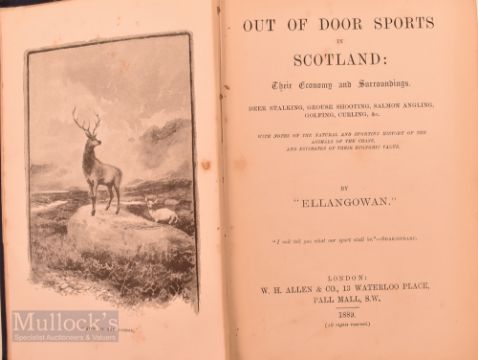 OUT OF DOOR SPORTS
IN
SCOTLAND:
Their Economy and Surroundings.
DEER STALKING, GROUSE SHOOTING, SALMON ANGLING,
GOLFING, CURLING, &c.
WITH NOTES ON THE NATURAL AND SPORTING HISTORY OF THE
ANIMALS OF THE CHASE,
AND ESTIMATES OF THEIR ECONOMIC VALUE.
BY
"ELLANGOWAN."
"I will tell you what our sport shall be."—SHAKESPEARE.
LONDON:
W. H. ALLEN & CO., 13 WATERLOO PLACE,
PALL MALL, S.W.
1889.
(All rights reserved.)
Mullock's
Specialist Auctioneers & Valuers